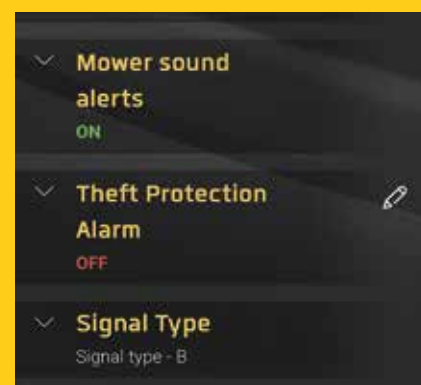 Mower sound
alerts
ON
Theft Protection
Alarm
OFF
Signal Type
Signal type - B